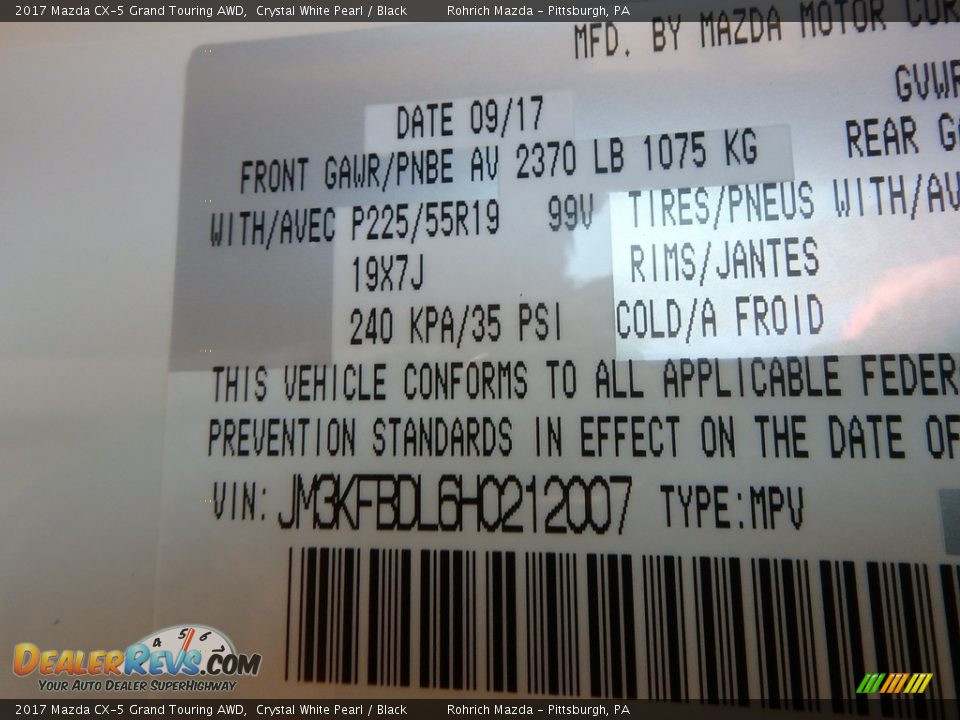 2017 Mazda CX-5 Grand Touring AWD, Crystal White Pearl / Black Rohrich Mazda - Pittsburgh, PA
MFD. BY MAZDA MOTOR COR
GVWR
DATE 09/17
REAR GA
FRONT GAWR/PNBE AV 2370 LB 1075 KG
WITH/AVEC P225/55R19 99V TIRES/PNEUS WITH/AV
19X7J RIMS/JANTES
240 KPA/35 PSI COLD/A FROID
THIS VEHICLE CONFORMS TO ALL APPLICABLE FEDER
PREVENTION STANDARDS IN EFFECT ON THE DATE OF
VIN: JM3KFBDL6H0212007 TYPE:MPV
4 5 6
DEALERREVS.COM
YOUR AUTO DEALER SUPERHIGHWAY
2017 Mazda CX-5 Grand Touring AWD, Crystal White Pearl / Black Rohrich Mazda - Pittsburgh, PA